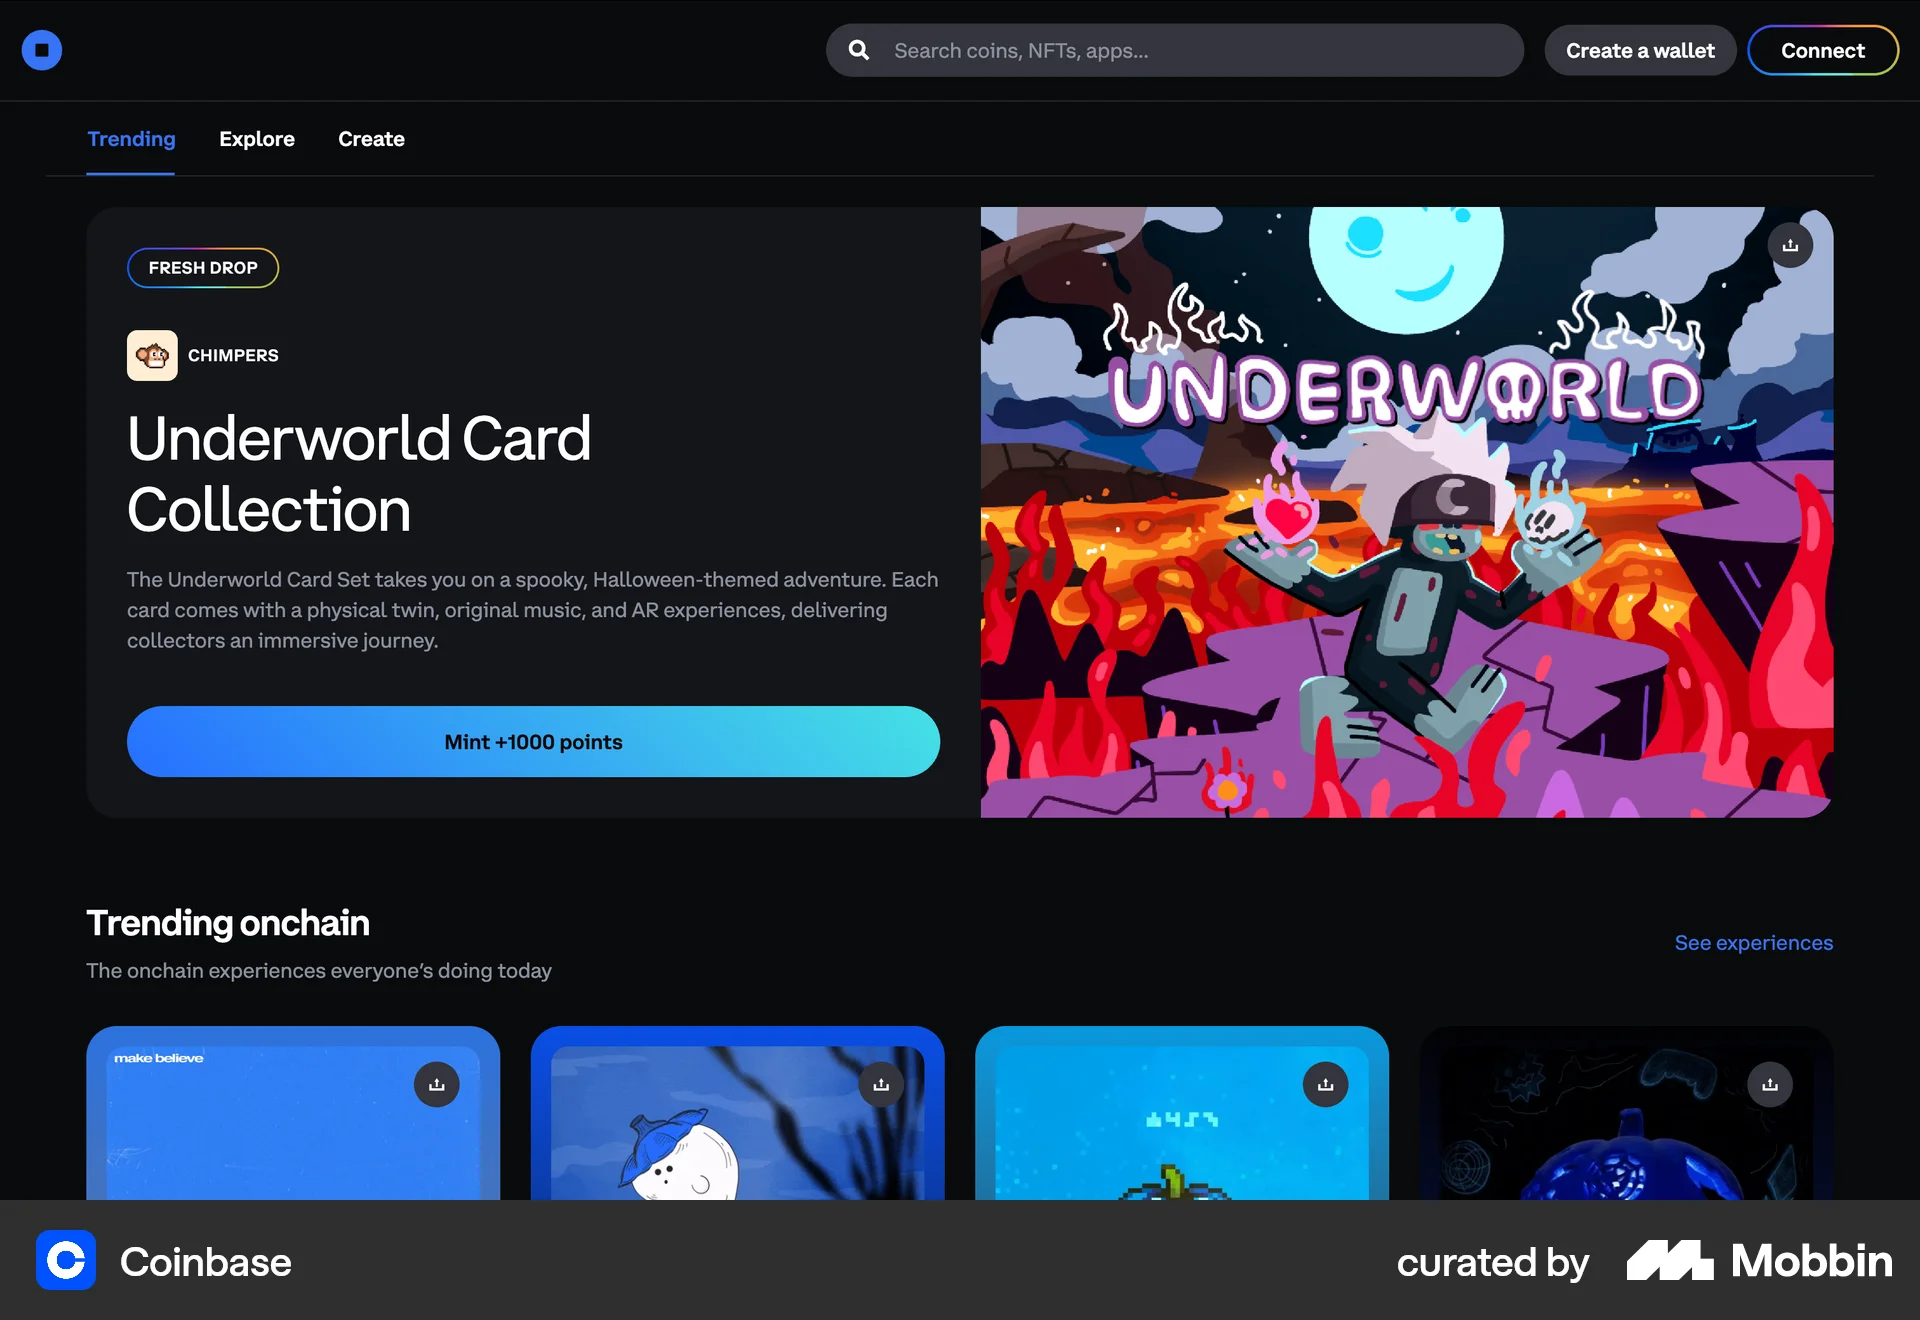 Search coins, NFTs, apps...
Create a wallet
Connect
Trending
Explore
Create
FRESH DROP
CHIMPERS
Underworld Card
Collection
The Underworld Card Set takes you on a spooky, Halloween-themed adventure. Each
card comes with a physical twin, original music, and AR experiences, delivering
collectors an immersive journey.
Mint +1000 points
UNDERWORLD
C
Trending onchain
The onchain experiences everyone’s doing today
See experiences
make believe
Coinbase
curated by
Mobbin